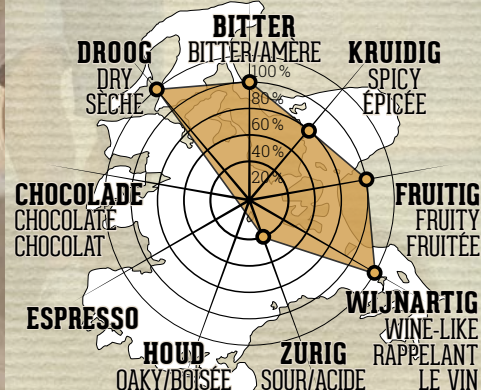 BITTER
BITTER/AMÈRE
KRUIDIG
SPICY
ÉPICÉE
FRUITIG
FRUITY
FRUITÉE
WIJNARTIG
WINE-LIKE
RAPPELANT
LE VIN
ZURIG
SOUR/ACIDE
HOUD
OAKY/BOISÉE
ESPRESSO
CHOCOLADE
CHOCOLATE
CHOCOLAT
DROOG
DRY
SÈCHE
100%
80%
60%
40%
20%